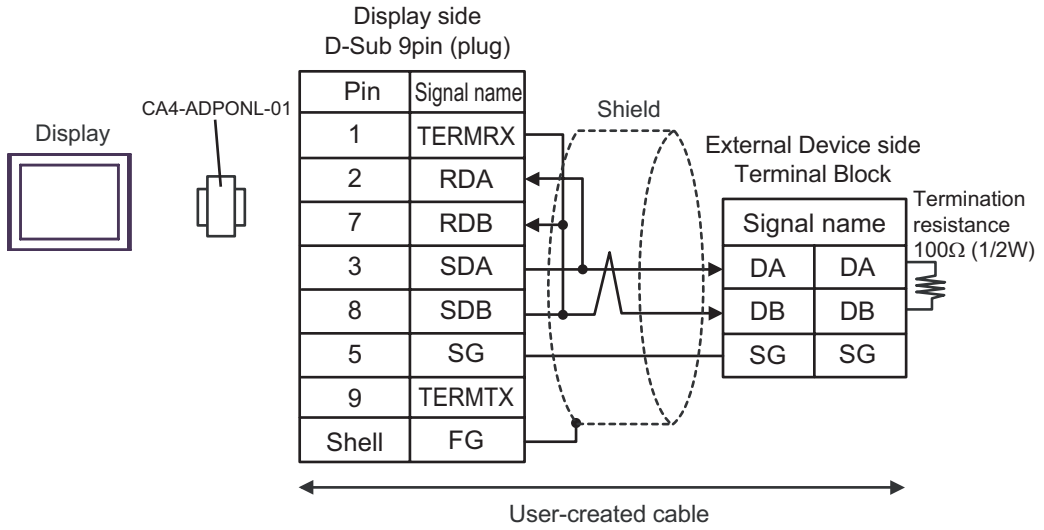 Display side
D-Sub 9pin (plug)
CA4-ADPONL-01
Display
Pin Signal name
1 TERMRX
2 RDA
7 RDB
3 SDA
8 SDB
5 SG
9 TERMTX
Shell FG
Shield
External Device side
Terminal Block
Signal name
DA DA
DB DB
SG SG
Termination
resistance
100Ω (1/2W)
User-created cable